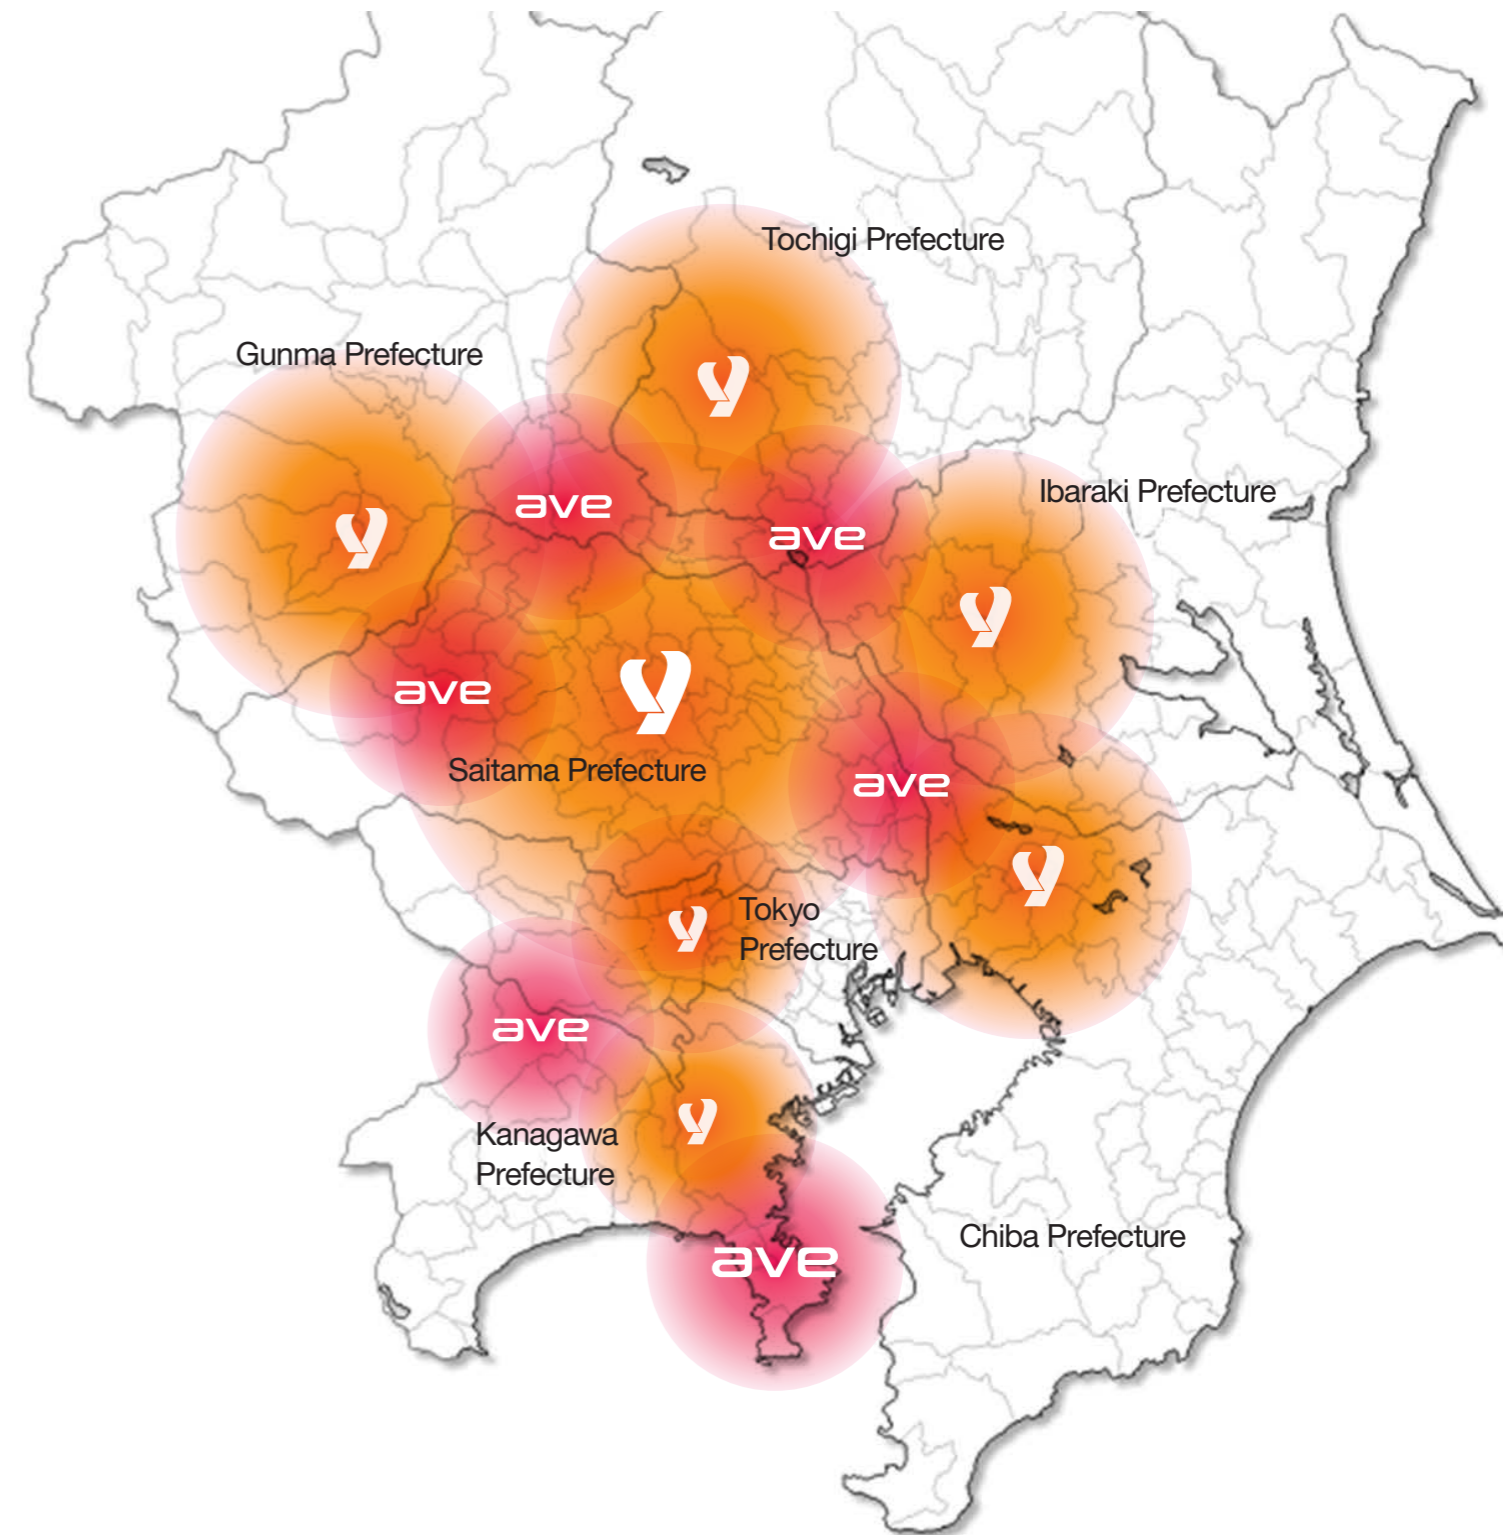 Tochigi Prefecture
Gunma Prefecture
y
ave
Ibaraki Prefecture
y
ave
y
y
ave
Saitama Prefecture
ave
y
Tokyo
Prefecture
y
ave
y
Kanagawa
Prefecture
Chiba Prefecture
ave